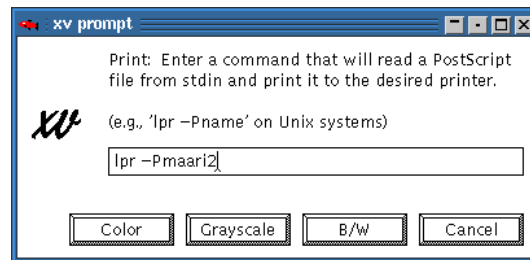 xv prompt
Print: Enter a command that will read a PostScript
file from stdin and print it to the desired printer.
xv
(e.g., 'lpr –Pname' on Unix systems)
lpr –Pmaari2
Color Grayscale B/W Cancel